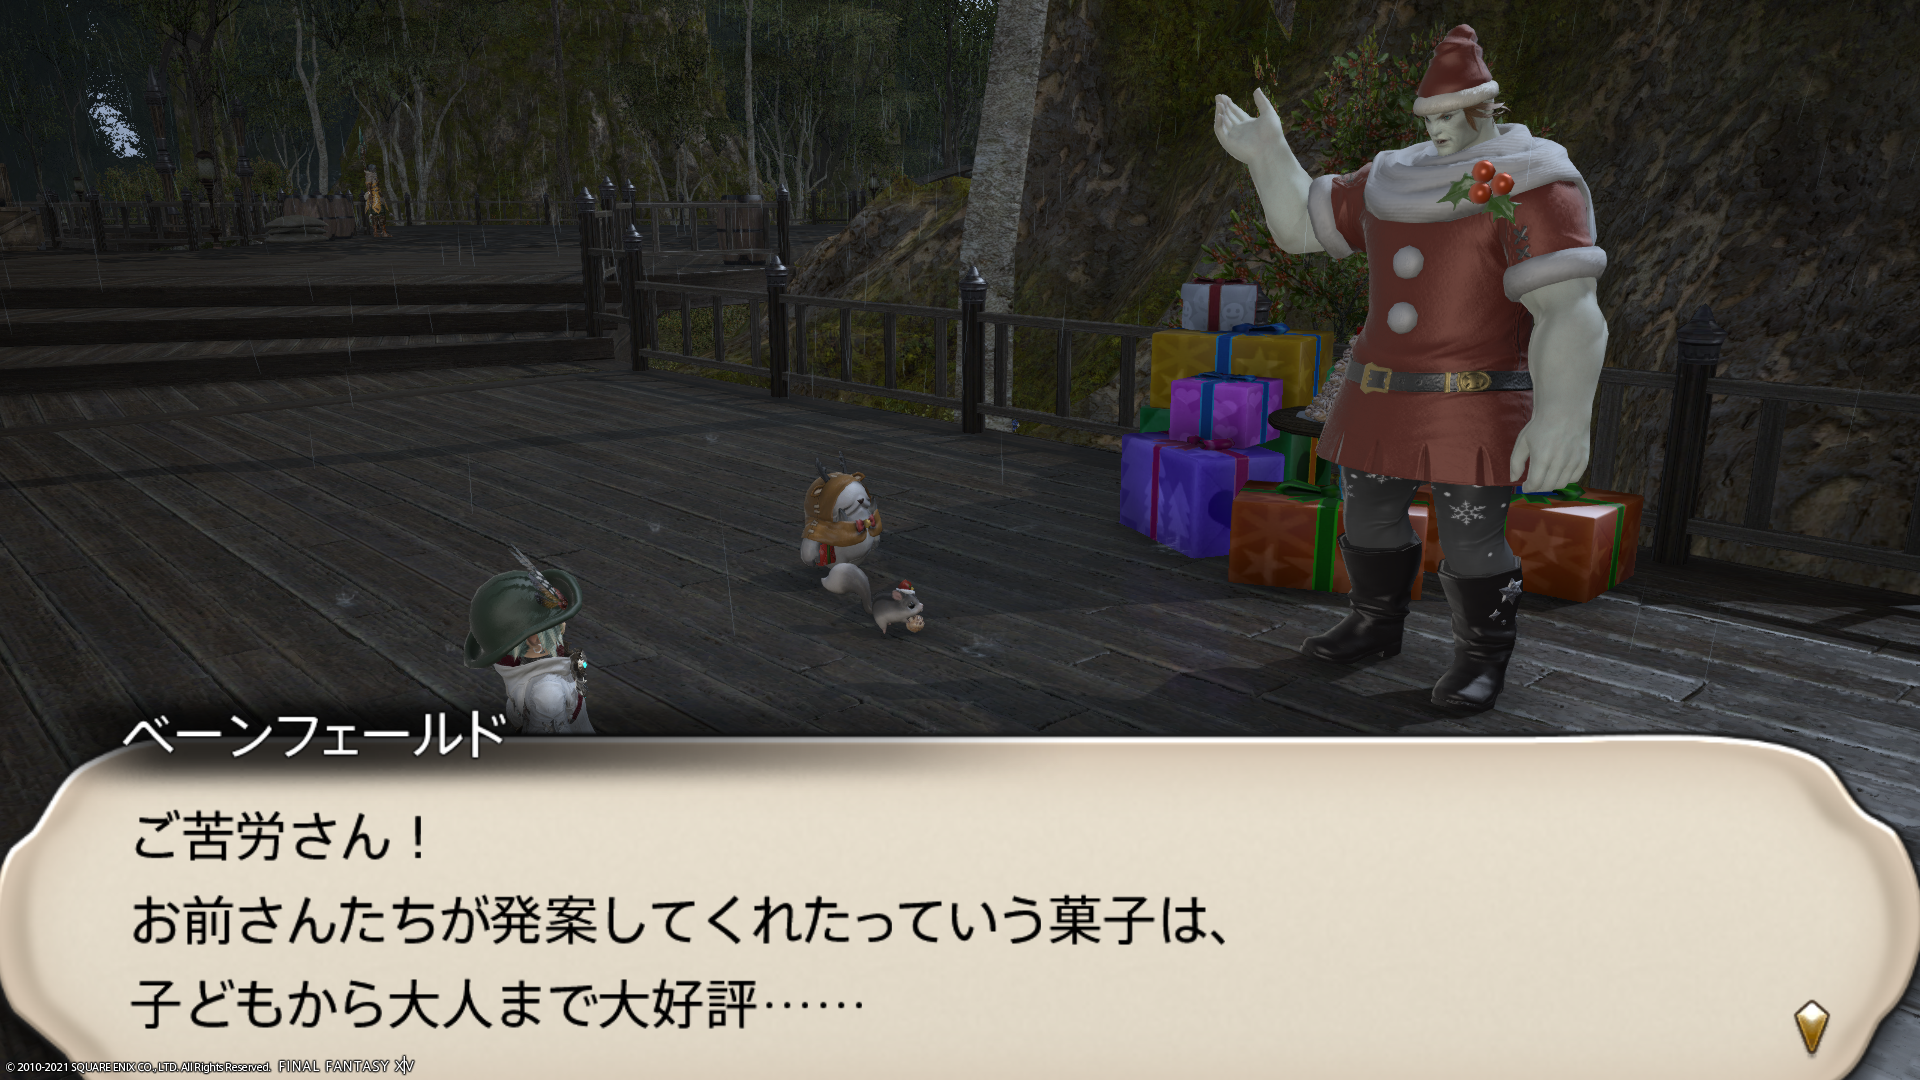 ベーンフェールド
ご苦労さん！
お前さんたちが発案してくれたっていう菓子は、
子どもから大人まで大好評……
© 2010-2021 SQUARE ENIX CO., LTD. All Rights Reserved. FINAL FANTASY XIV